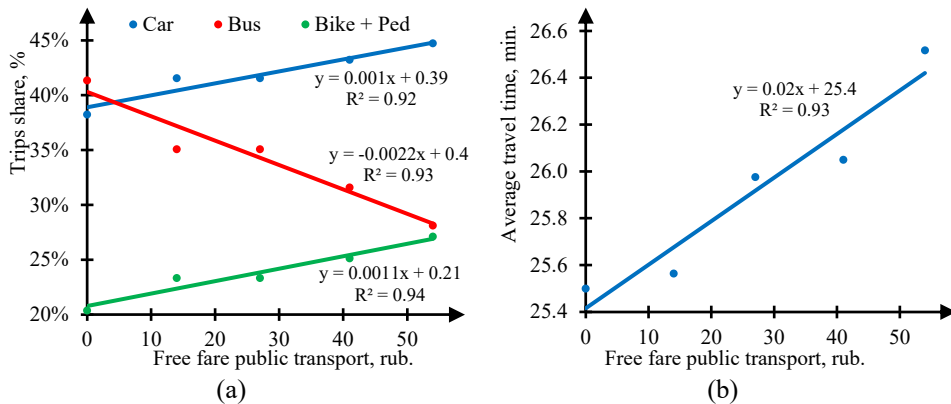 Car Bus Bike + Ped
Trips share, %
45%
40%
35%
30%
25%
20%
y = 0.001x + 0.39
R² = 0.92
y = -0.0022x + 0.4
R² = 0.93
y = 0.0011x + 0.21
R² = 0.94
0 10 20 30 40 50
Free fare public transport, rub.
(a)
Average travel time, min.
26.6
26.4
26.2
26.0
25.8
25.6
25.4
y = 0.02x + 25.4
R² = 0.93
0 10 20 30 40 50
Free fare public transport, rub.
(b)